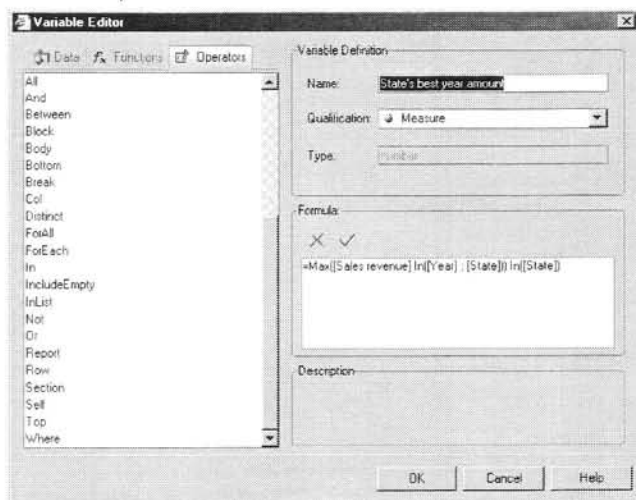 Variable Editor
Data fx Functions Operators
All
And
Between
Block
Body
Bottom
Break
Col
Distinct
ForAll
ForEach
In
IncludeEmpty
InList
Not
Or
Report
Row
Section
Self
Top
Where
Variable Definition
Name: State's best year amount
Qualification: Measure
Type: Number
Formula:
=Max([Sales revenue] In([Year] ; [State])) In([State])
Description
OK Cancel Help